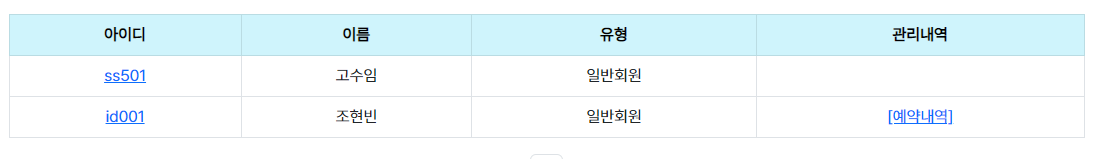 아이디 이름 유형 관리내역
ss501 고수임 일반회원
id001 조현빈 일반회원 [예약내역]